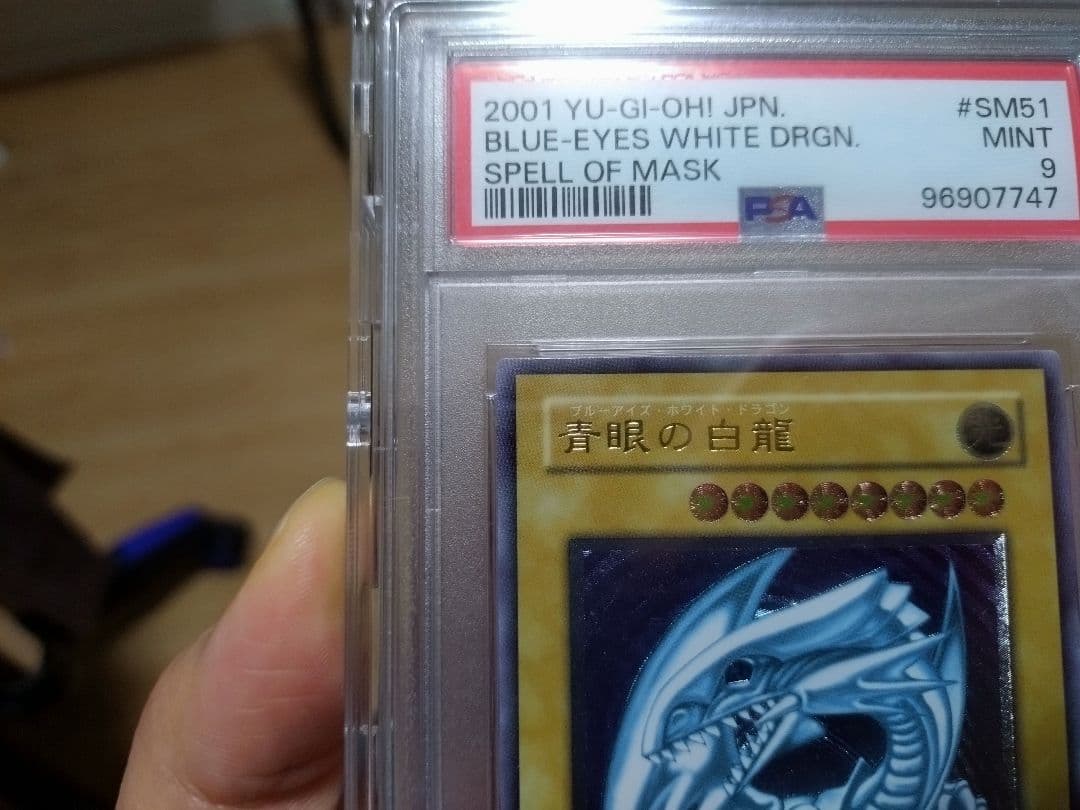 2001 YU-GI-OH! JPN. #SM51
BLUE-EYES WHITE DRGN. MINT
SPELL OF MASK 9
PSA 96907747
ブルーアイズ・ホワイト・ドラゴン
青眼の白龍 光